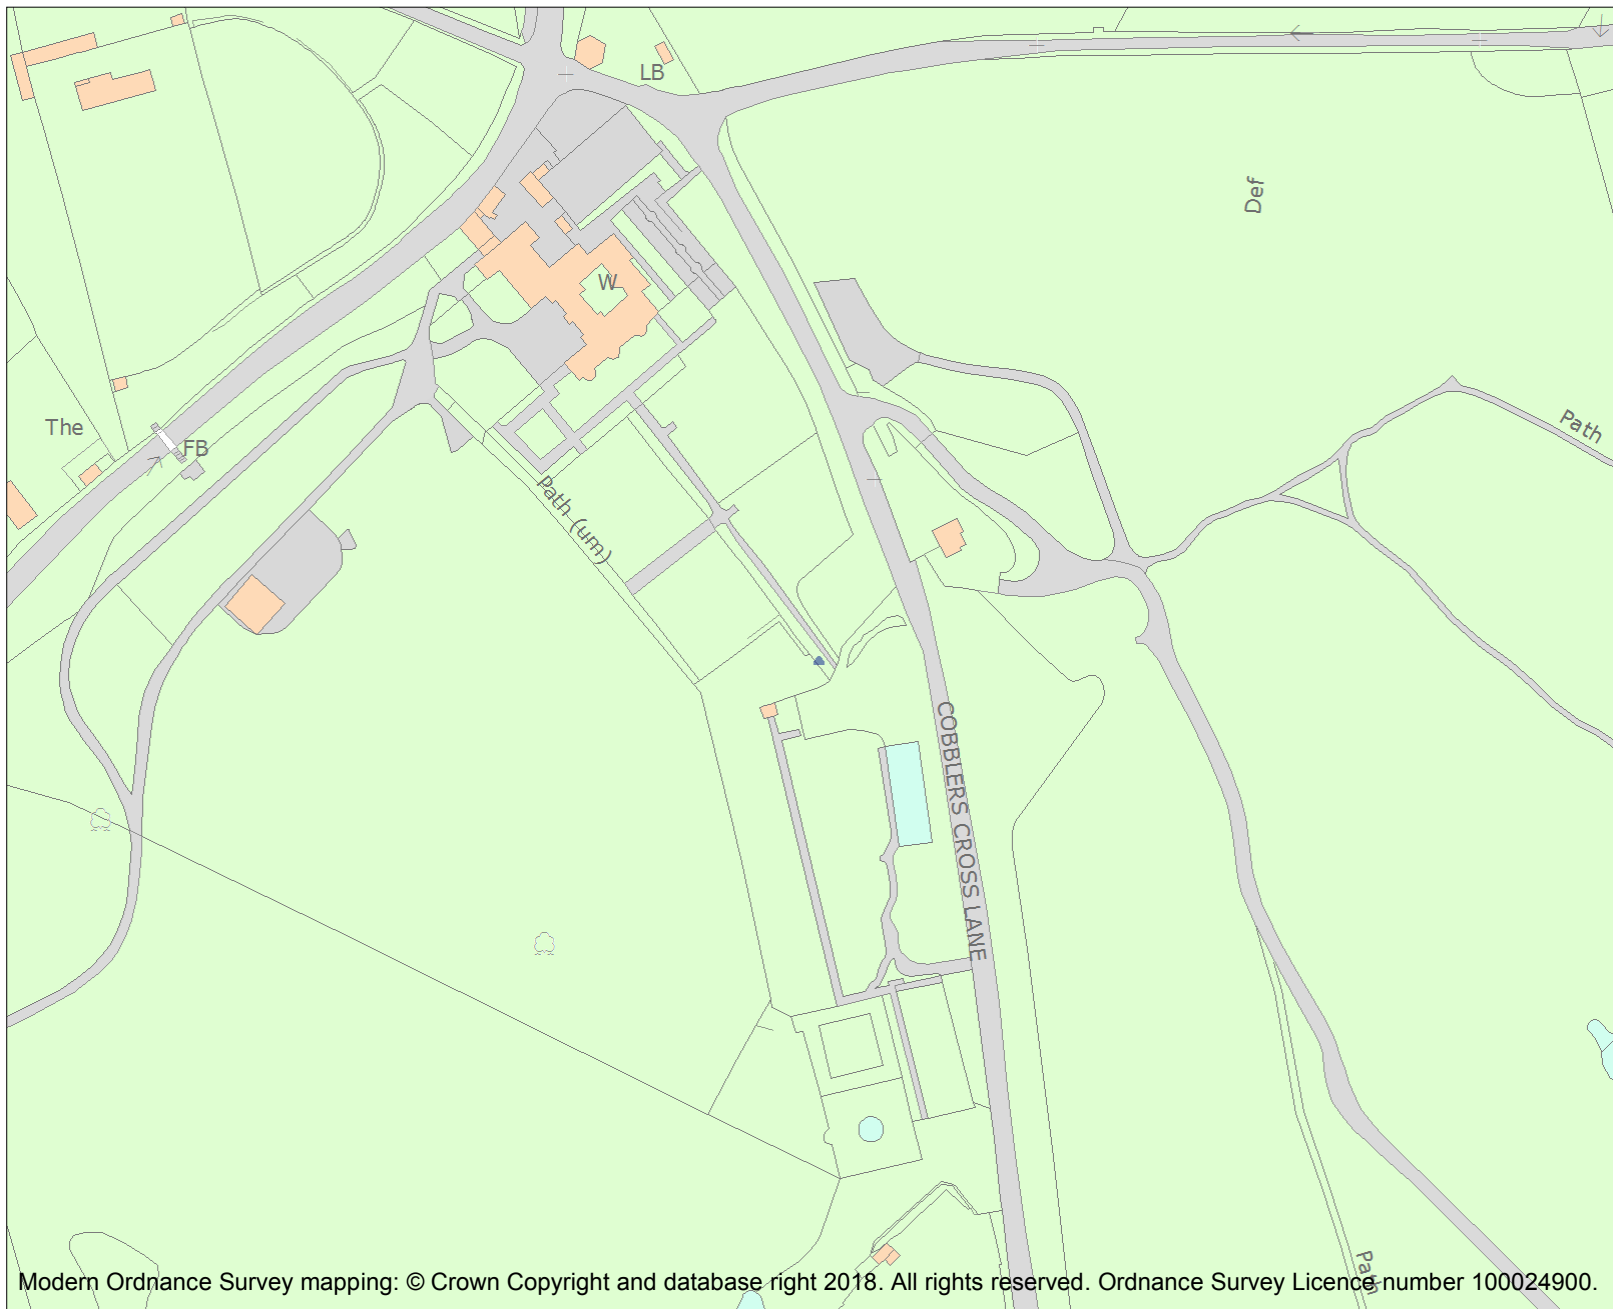 LB
Def
W
The
FB
Path
Path (um)
COBBLERS CROSS LANE
Path
Modern Ordnance Survey mapping: © Crown Copyright and database right 2018. All rights reserved. Ordnance Survey Licence number 100024900.